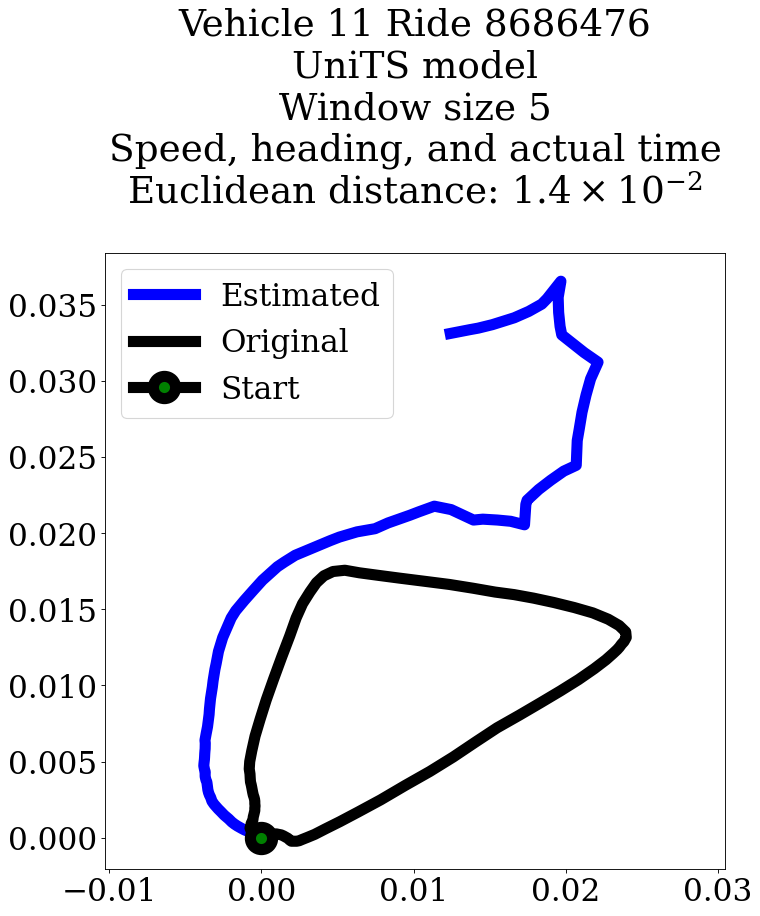 Vehicle 11 Ride 8686476
UniTS model
Window size 5
Speed, heading, and actual time
Euclidean distance: 1.4 × 10⁻²
Estimated
Original
Start
0.035
0.030
0.025
0.020
0.015
0.010
0.005
0.000
−0.01 0.00 0.01 0.02 0.03